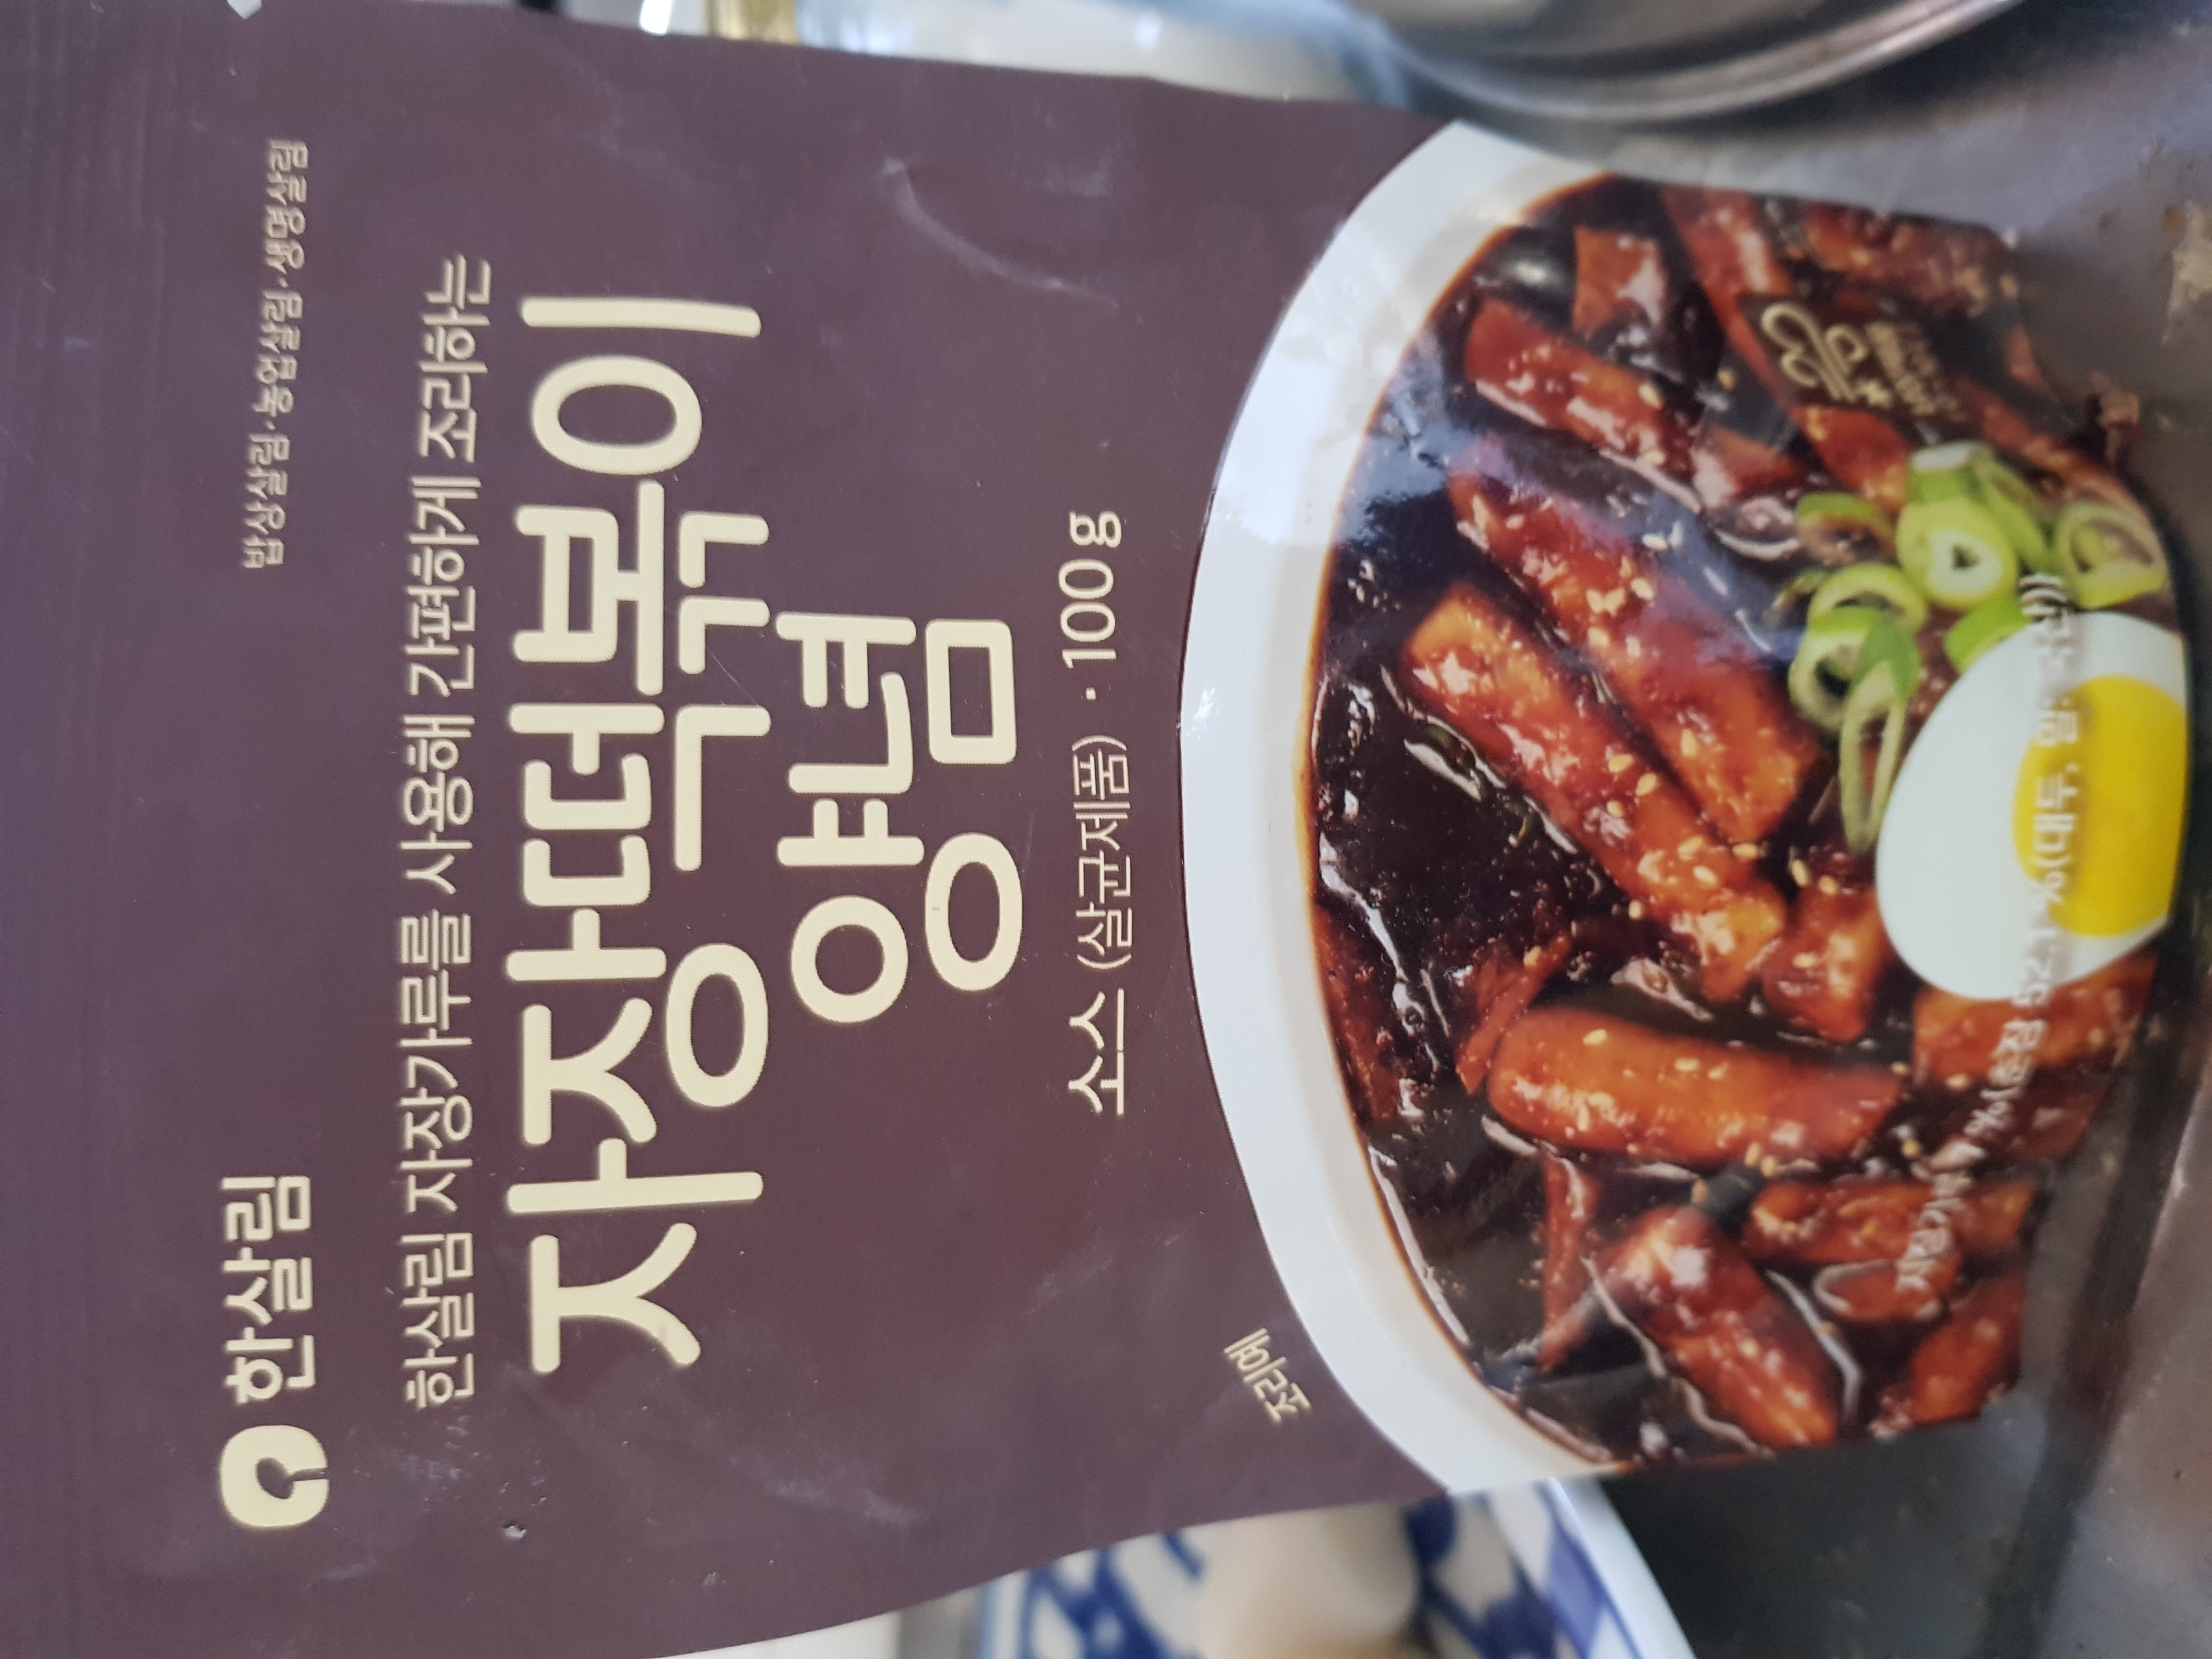 한살림
밥상살림·농업살림·생명살림
한살림 자장가루를 사용해 간편하게 조리하는
자장떡볶이
양념
소스 (살균제품) · 100 g
조리예